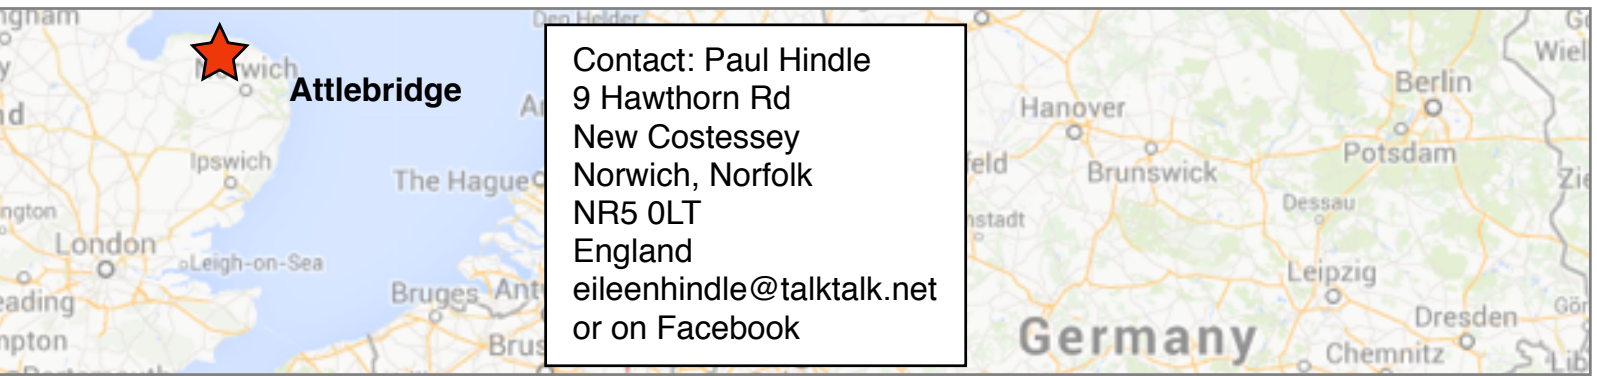 Den Helder
Norwich
Attlebridge
Ipswich
The Hague
London
Leigh-on-Sea
Bruges
Contact: Paul Hindle
9 Hawthorn Rd
New Costessey
Norwich, Norfolk
NR5 0LT
England
eileenhindle@talktalk.net
or on Facebook
Berlin
Hanover
Potsdam
Brunswick
Dessau
Leipzig
Dresden
Germany
Chemnitz